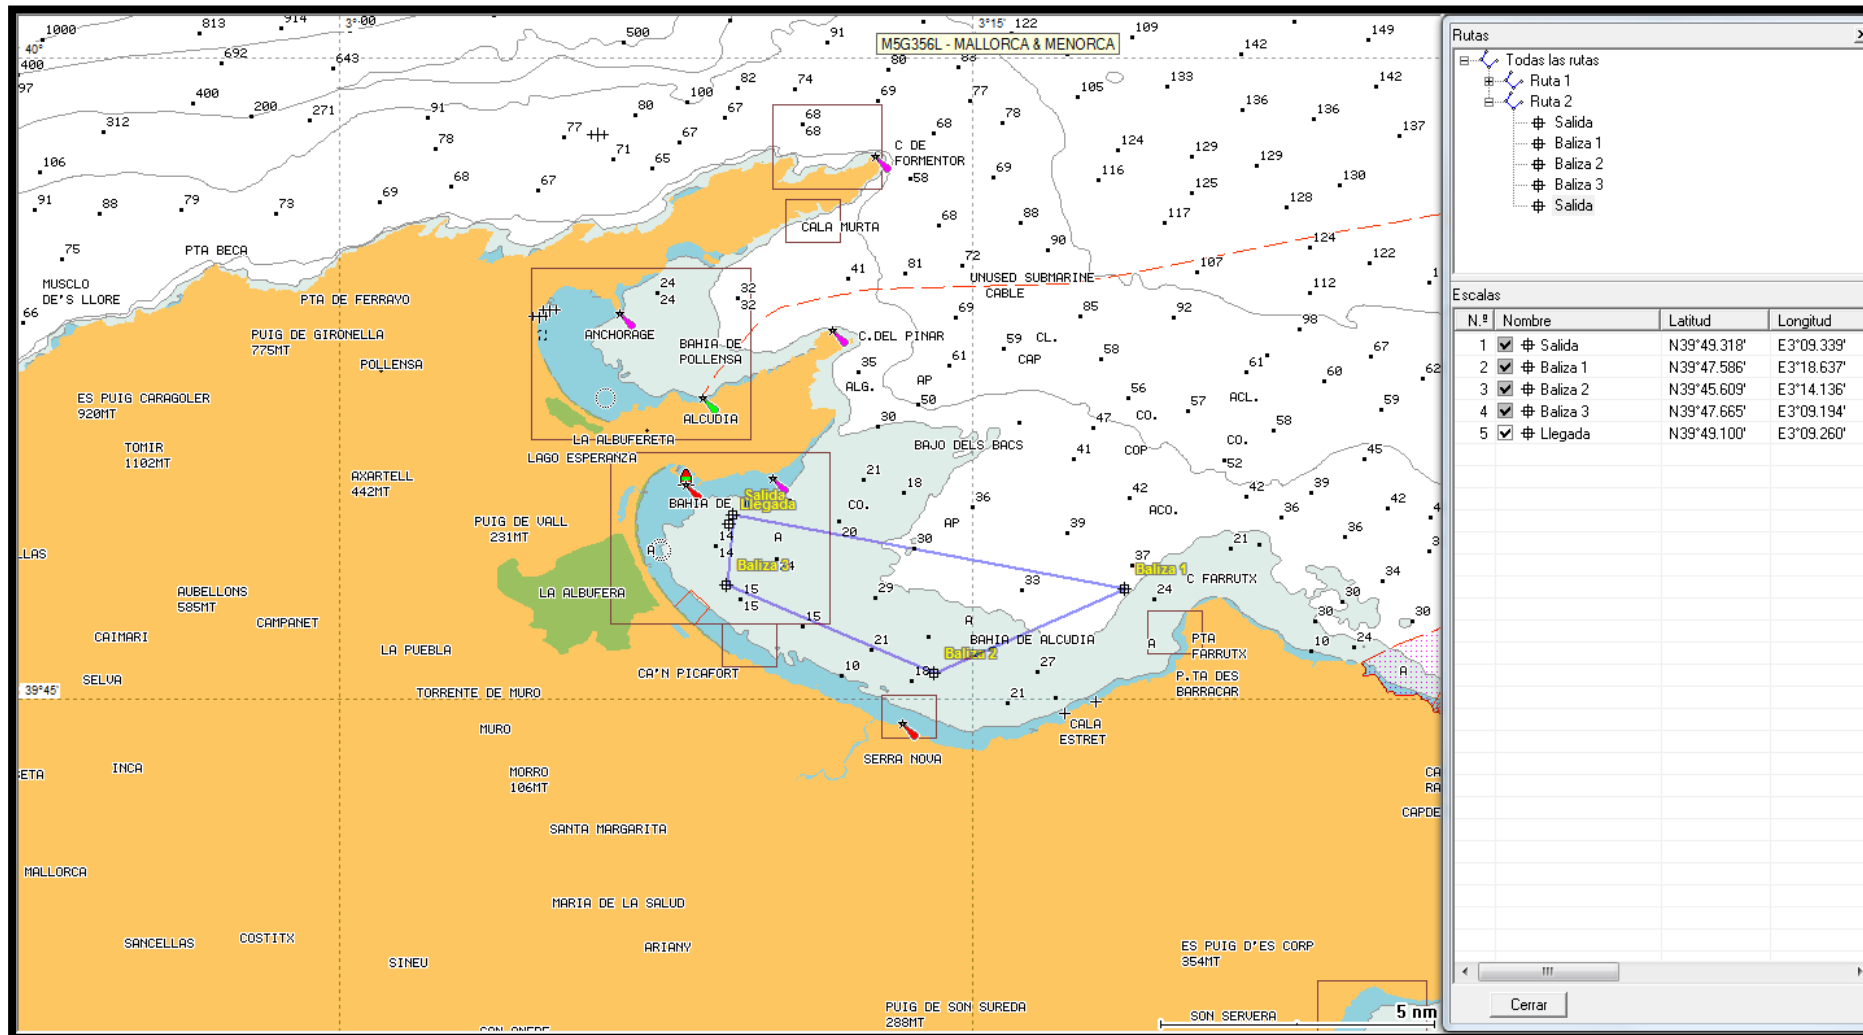 1000
813
914
3°00
500
91
3°15'
122
109
149
M5G356L - MALLORCA & MENORCA
40°
692
643
142
400
97
80
88
82
74
133
142
400
200
271
91
100
80
67
69
77
105
136
136
312
78
77
67
68
68
68
78
124
137
71
65
C DE
FORMENTOR
129
129
106
69
68
67
58
69
116
125
130
91
88
79
73
68
88
117
128
CALA MURTA
75
PTA BECA
90
124
122
72
81
41
107
UNUSED SUBMARINE
CABLE
MUSCLO
DE'S LLORE
PTA DE FERRAYO
24
24
32
32
112
66
69
85
92
98
PUIG DE GIRONELLA
775MT
ANCHORAGE
BAHIA DE
POLLENSA
C.DEL PINAR
59
CL.
CAP
58
67
POLLENSA
35
61
61
60
62
ALG.
AP
50
56
ACL.
59
ES PUIG CARAGOLER
920MT
ALCUDIA
30
47
CO.
57
58
LA ALBUFERETA
TOMIR
1102MT
LAGO ESPERANZA
BAJO DELS BACS
COP
CO.
52
45
41
AXARTELL
442MT
21
18
36
42
42
39
42
BAHIA DE
Salida
Llegada
CO.
ACO.
36
PUIG DE VALL
231MT
AP
39
36
20
14
14
A
30
21
LLAS
A
Baliza 3
37
Baliza 1
C FARRUTX
34
AUBELLONS
585MT
LA ALBUFERA
15
15
29
33
24
30
30
CAMPANET
15
A
CAIMARI
LA PUEBLA
21
BAHIA DE ALCUDIA
A
PTA
FARRUTX
10
24
Baliza 2
SELVA
CA'N PICAFORT
10
18
27
P.TA DES
BARRACAR
A
39°45'
TORRENTE DE MURO
21
MURO
CALA
ESTRET
SERRA NOVA
ETA
INCA
MORRO
106MT
CA
RA
CAPDE
SANTA MARGARITA
MALLORCA
MARIA DE LA SALUD
SANCELLAS
COSTITX
ARIANY
ES PUIG D'ES CORP
354MT
SINEU
PUIG DE SON SUREDA
288MT
5 nm
SON SERVERA
Rutas
Todas las rutas
Ruta 1
Ruta 2
Salida
Baliza 1
Baliza 2
Baliza 3
Salida
Escalas
N.º Nombre Latitud Longitud
1 Salida N39°49.318' E3°09.339'
2 Baliza 1 N39°47.586' E3°18.637'
3 Baliza 2 N39°45.609' E3°14.136'
4 Baliza 3 N39°47.665' E3°09.194'
5 Llegada N39°49.100' E3°09.260'
Cerrar